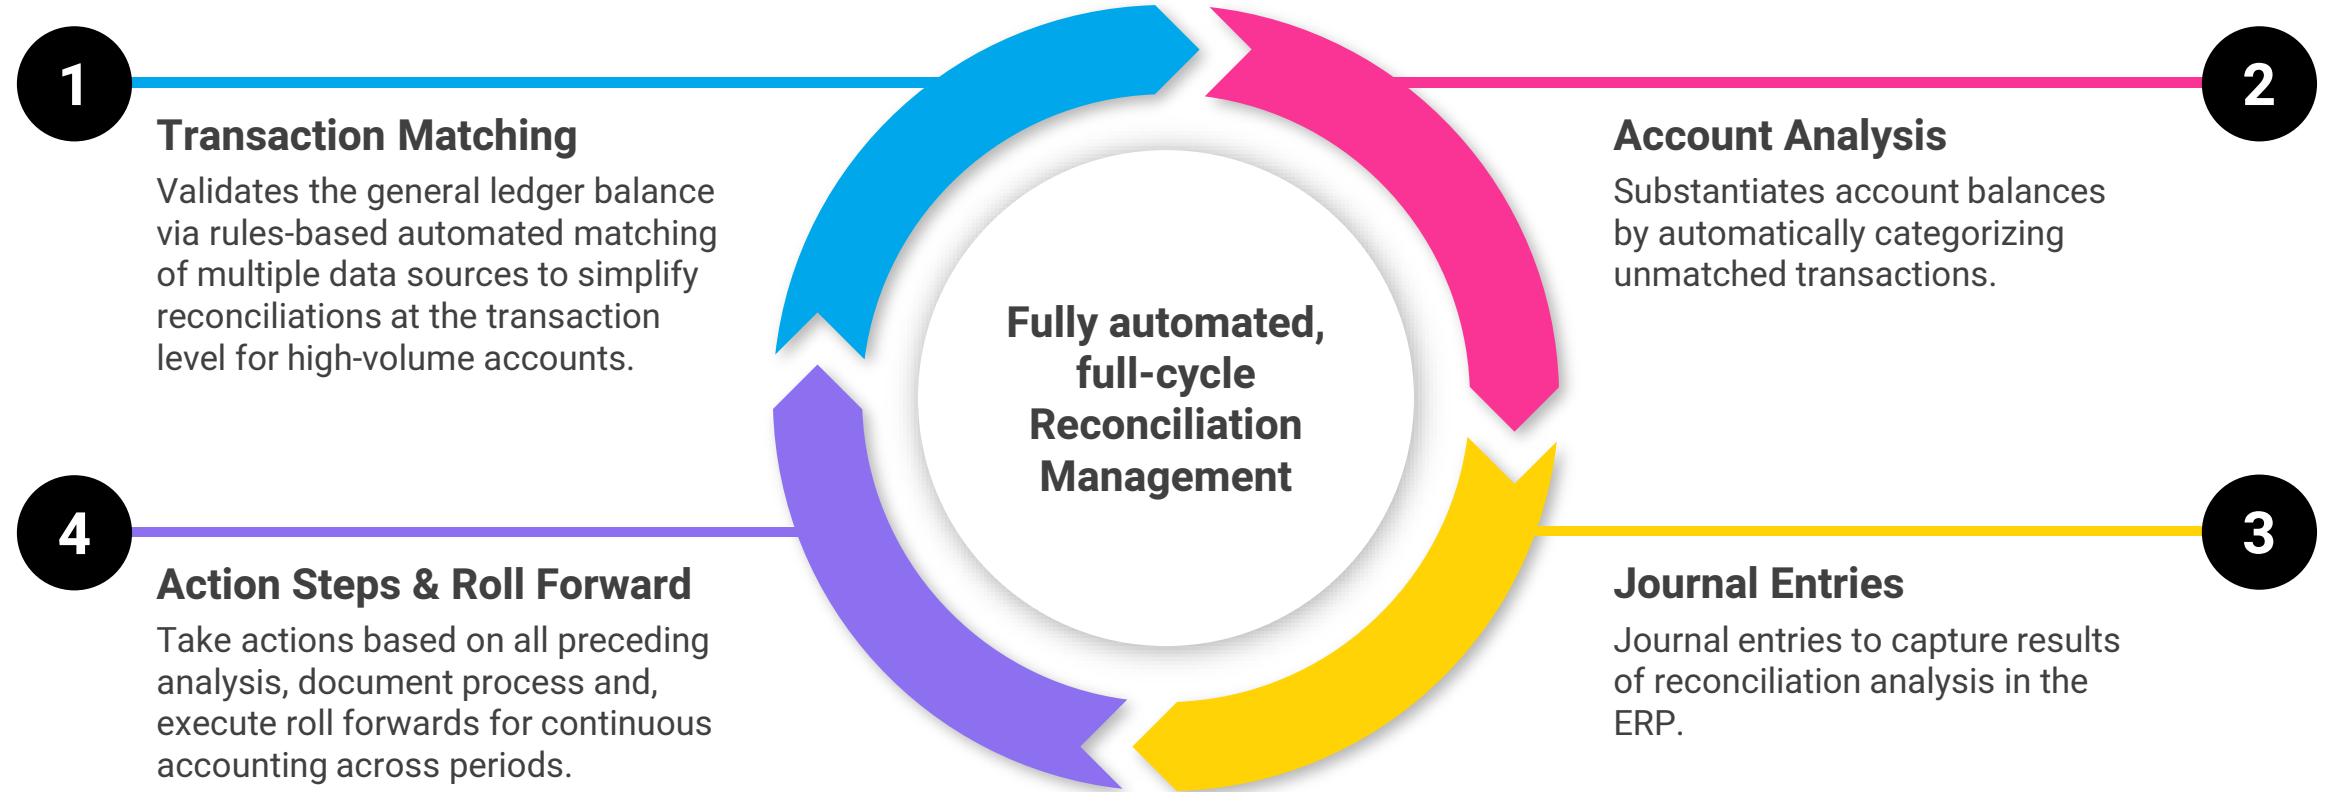 1
Transaction Matching
Validates the general ledger balance
via rules-based automated matching
of multiple data sources to simplify
reconciliations at the transaction
level for high-volume accounts.
2
Account Analysis
Substantiates account balances
by automatically categorizing
unmatched transactions.
Fully automated,
full-cycle
Reconciliation
Management
3
Journal Entries
Journal entries to capture results
of reconciliation analysis in the
ERP.
4
Action Steps & Roll Forward
Take actions based on all preceding
analysis, document process and,
execute roll forwards for continuous
accounting across periods.